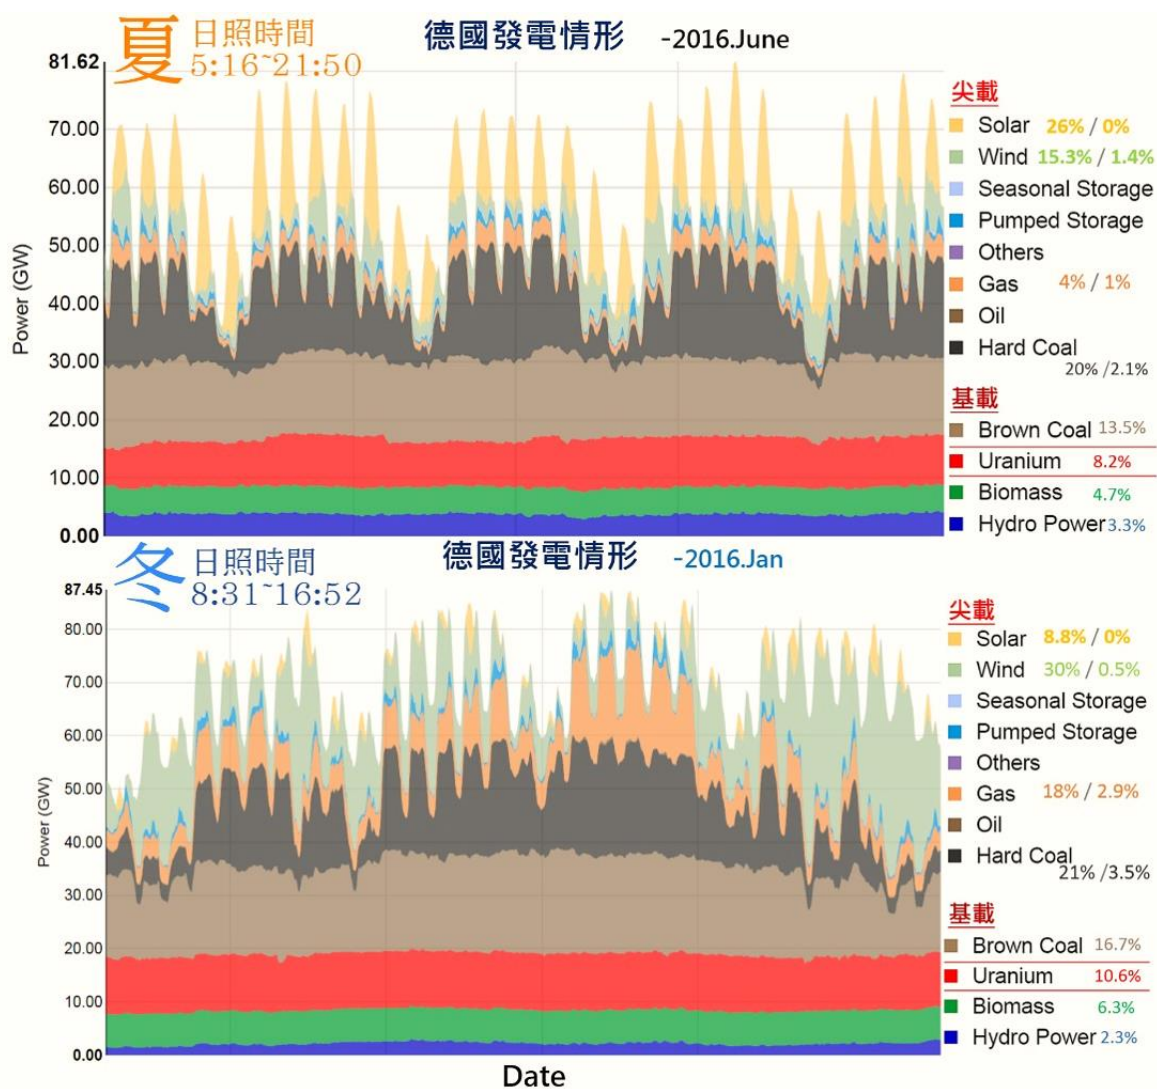 夏 日照時間
5:16~21:50
德國發電情形 -2016.June
81.62
70.00
60.00
50.00
40.00
30.00
20.00
10.00
0.00
Power (GW)
尖載
Solar 26% / 0%
Wind 15.3% / 1.4%
Seasonal Storage
Pumped Storage
Others
Gas 4% / 1%
Oil
Hard Coal
20% /2.1%
基載
Brown Coal 13.5%
Uranium 8.2%
Biomass 4.7%
Hydro Power 3.3%
冬 日照時間
8:31~16:52
德國發電情形 -2016.Jan
87.45
80.00
70.00
60.00
50.00
40.00
30.00
20.00
10.00
0.00
Power (GW)
尖載
Solar 8.8% / 0%
Wind 30% / 0.5%
Seasonal Storage
Pumped Storage
Others
Gas 18% / 2.9%
Oil
Hard Coal
21% /3.5%
基載
Brown Coal 16.7%
Uranium 10.6%
Biomass 6.3%
Hydro Power 2.3%
Date